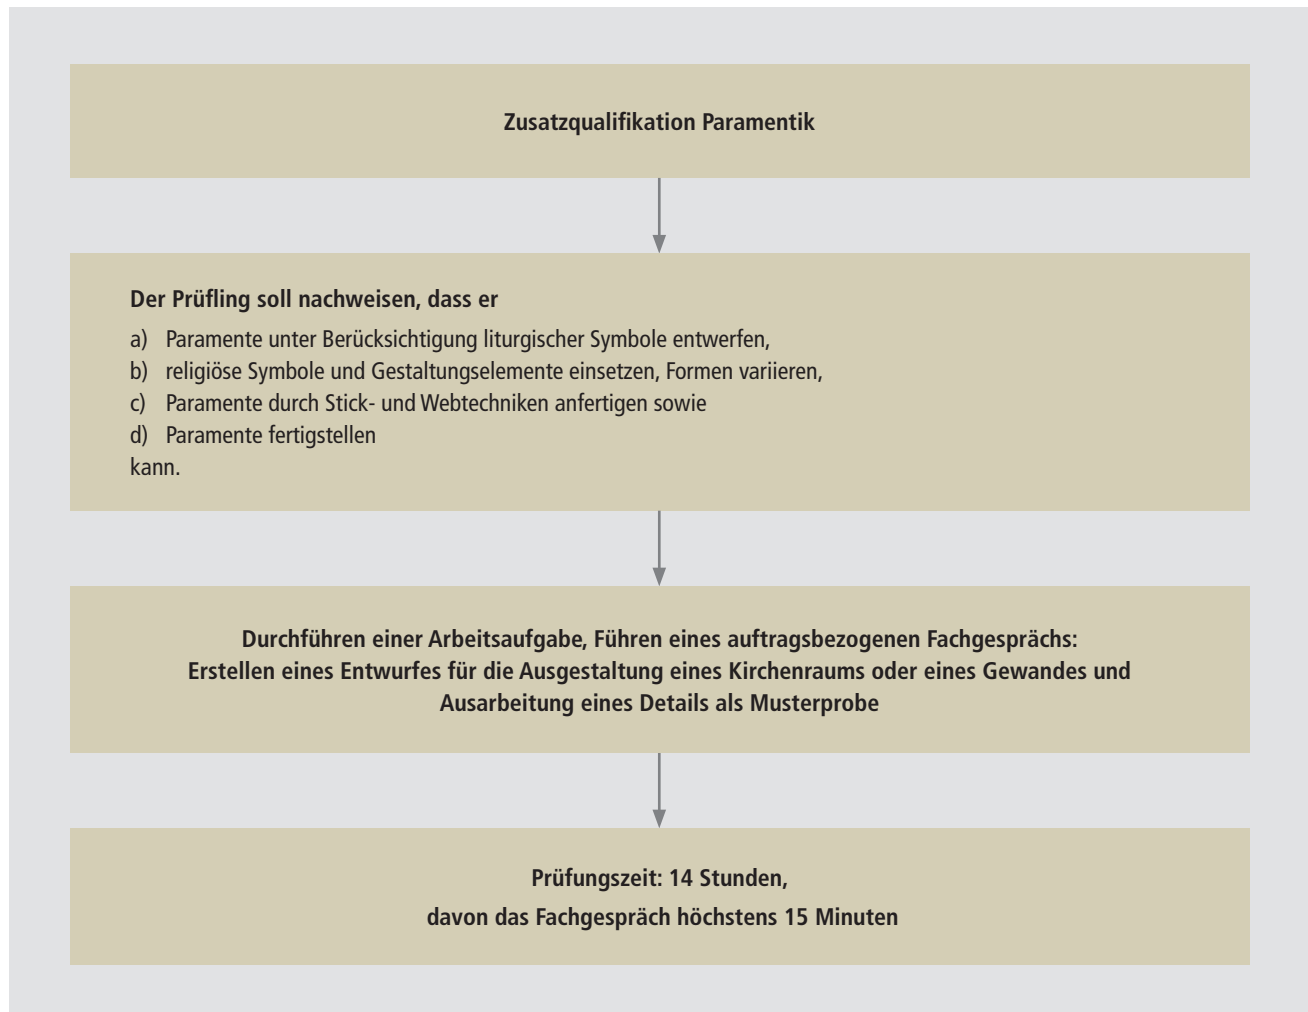 Zusatzqualifikation Paramentik
Der Prüfling soll nachweisen, dass er
a) Paramente unter Berücksichtigung liturgischer Symbole entwerfen,
b) religiöse Symbole und Gestaltungselemente einsetzen, Formen variieren,
c) Paramente durch Stick- und Webtechniken anfertigen sowie
d) Paramente fertigstellen
kann.
Durchführen einer Arbeitsaufgabe, Führen eines auftragsbezogenen Fachgesprächs:
Erstellen eines Entwurfes für die Ausgestaltung eines Kirchenraums oder eines Gewandes und
Ausarbeitung eines Details als Musterprobe
Prüfungszeit: 14 Stunden,
davon das Fachgespräch höchstens 15 Minuten